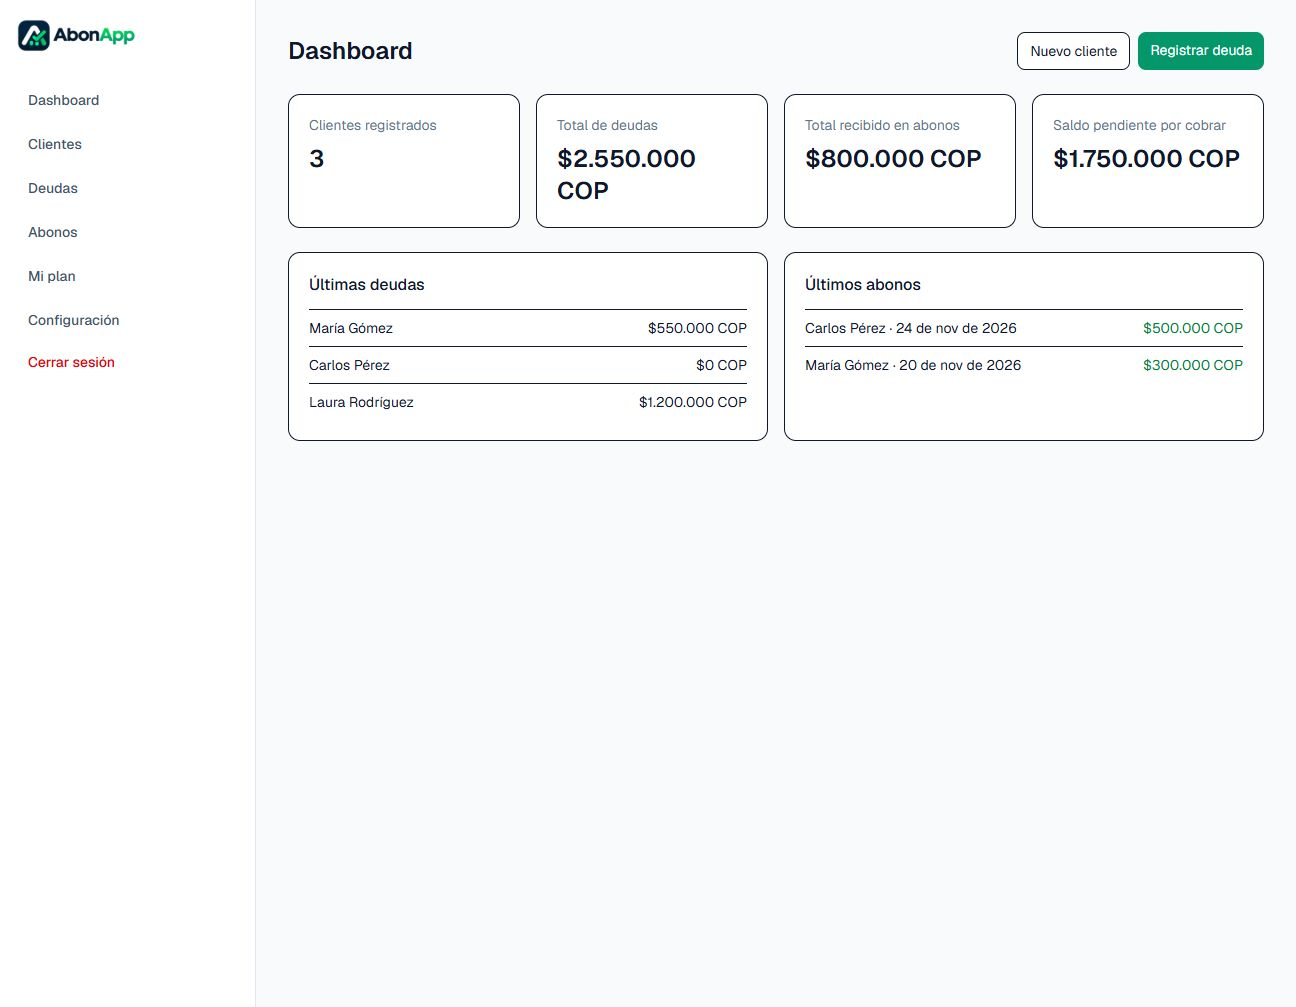 AbonApp
Dashboard
Clientes
Deudas
Abonos
Mi plan
Configuración
Cerrar sesión
Dashboard
Nuevo cliente
Registrar deuda
Clientes registrados
3
Total de deudas
$2.550.000
COP
Total recibido en abonos
$800.000 COP
Saldo pendiente por cobrar
$1.750.000 COP
Últimas deudas
María Gómez $550.000 COP
Carlos Pérez $0 COP
Laura Rodríguez $1.200.000 COP
Últimos abonos
Carlos Pérez · 24 de nov de 2026 $500.000 COP
María Gómez · 20 de nov de 2026 $300.000 COP